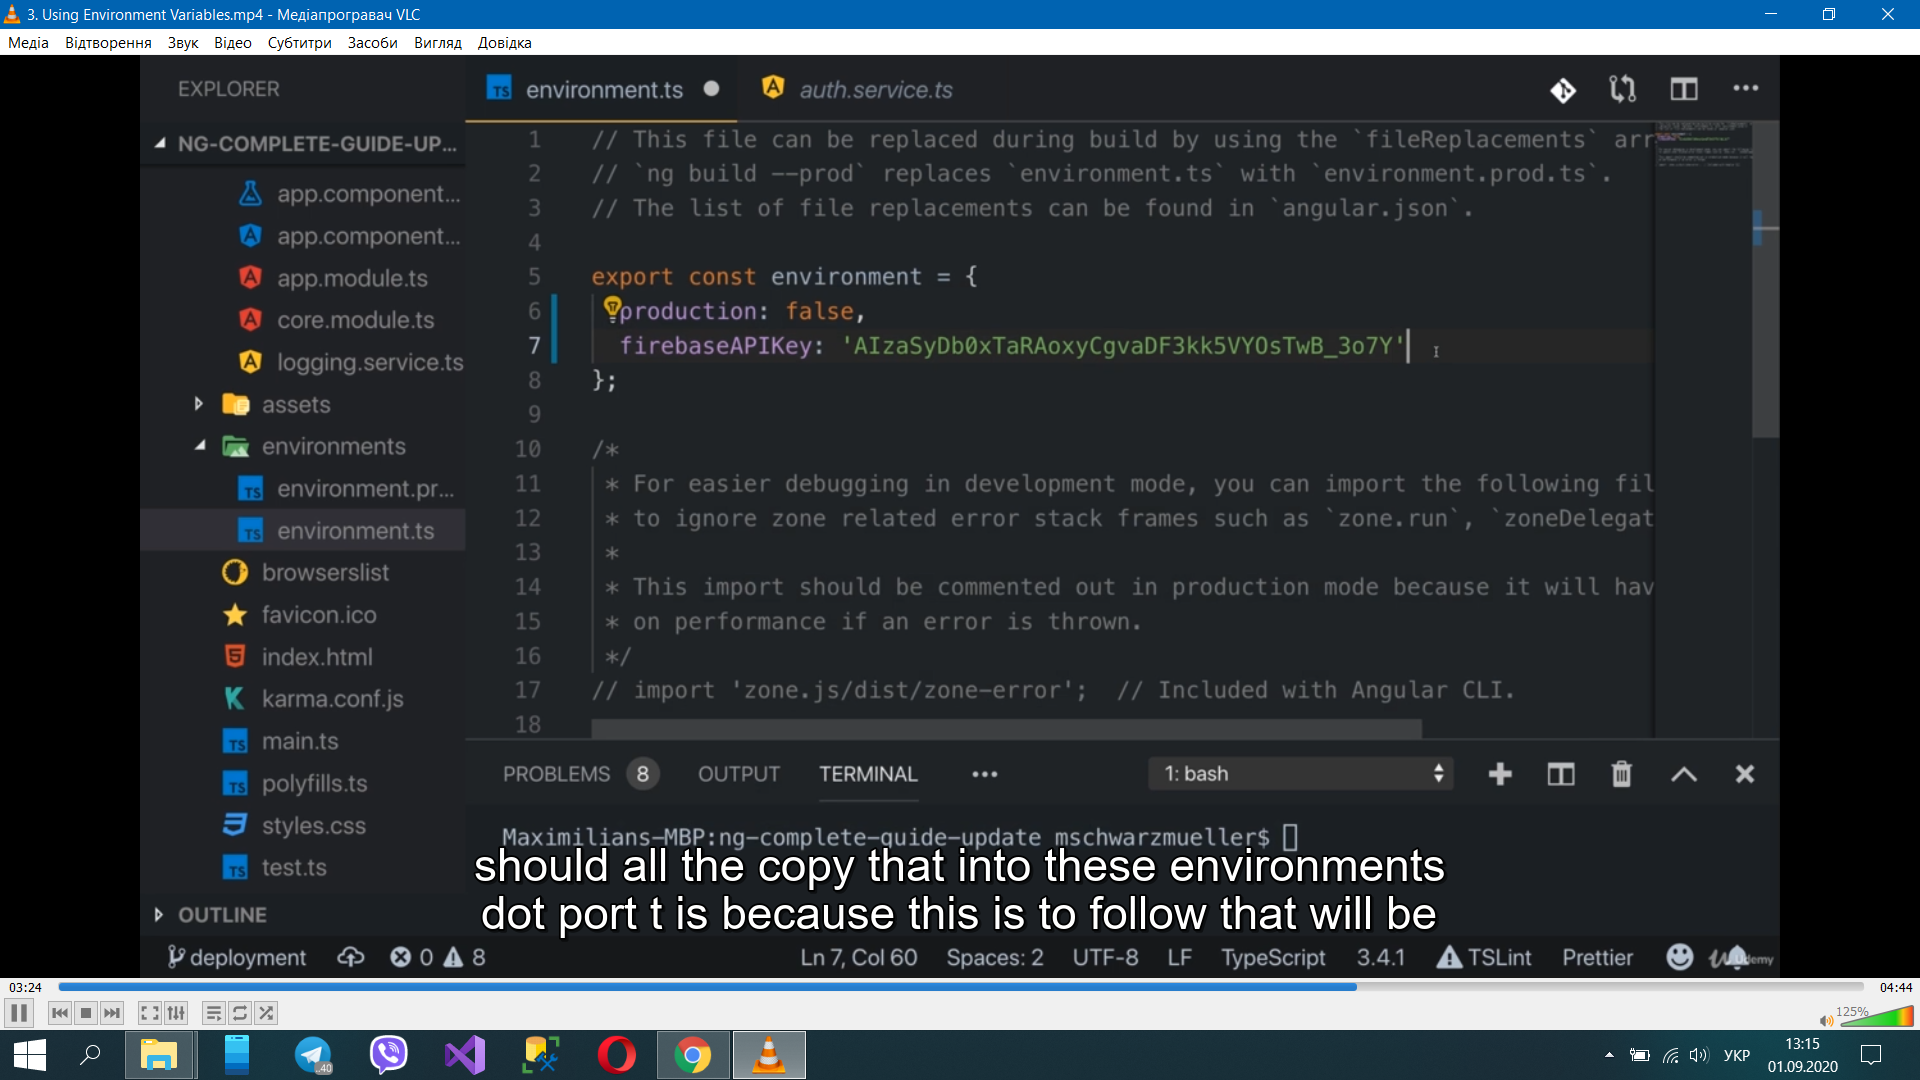 3. Using Environment Variables.mp4 - Медіапрогравач VLC
Медіа Відтворення Звук Відео Субтитри Засоби Вигляд Довідка
EXPLORER
NG-COMPLETE-GUIDE-UP...
app.component...
app.component...
app.module.ts
core.module.ts
logging.service.ts
assets
environments
environment.pr...
environment.ts
browserslist
favicon.ico
index.html
karma.conf.js
main.ts
polyfills.ts
styles.css
test.ts
OUTLINE
environment.ts
auth.service.ts
1 // This file can be replaced during build by using the `fileReplacements` arr
2 // `ng build --prod` replaces `environment.ts` with `environment.prod.ts`.
3 // The list of file replacements can be found in `angular.json`.
4
5 export const environment = {
6 production: false,
7 firebaseAPIKey: 'AIzaSyDb0xTaRAoxyCgvaDF3kk5VYOsTwB_3o7Y'
8 };
9
10 /*
11 * For easier debugging in development mode, you can import the following fil
12 * to ignore zone related error stack frames such as `zone.run`, `zoneDelegat
13 *
14 * This import should be commented out in production mode because it will hav
15 * on performance if an error is thrown.
16 */
17 // import 'zone.js/dist/zone-error';  // Included with Angular CLI.
18
PROBLEMS 8 OUTPUT TERMINAL ••• 1: bash
Maximilians-MBP:ng-complete-guide-update mschwarzmueller$
should all the copy that into these environments
dot port t is because this is to follow that will be
deployment 0 8 Ln 7, Col 60 Spaces: 2 UTF-8 LF TypeScript 3.4.1 TSLint Prettier
03:24 04:44
125%
..40
УКР
13:15
01.09.2020